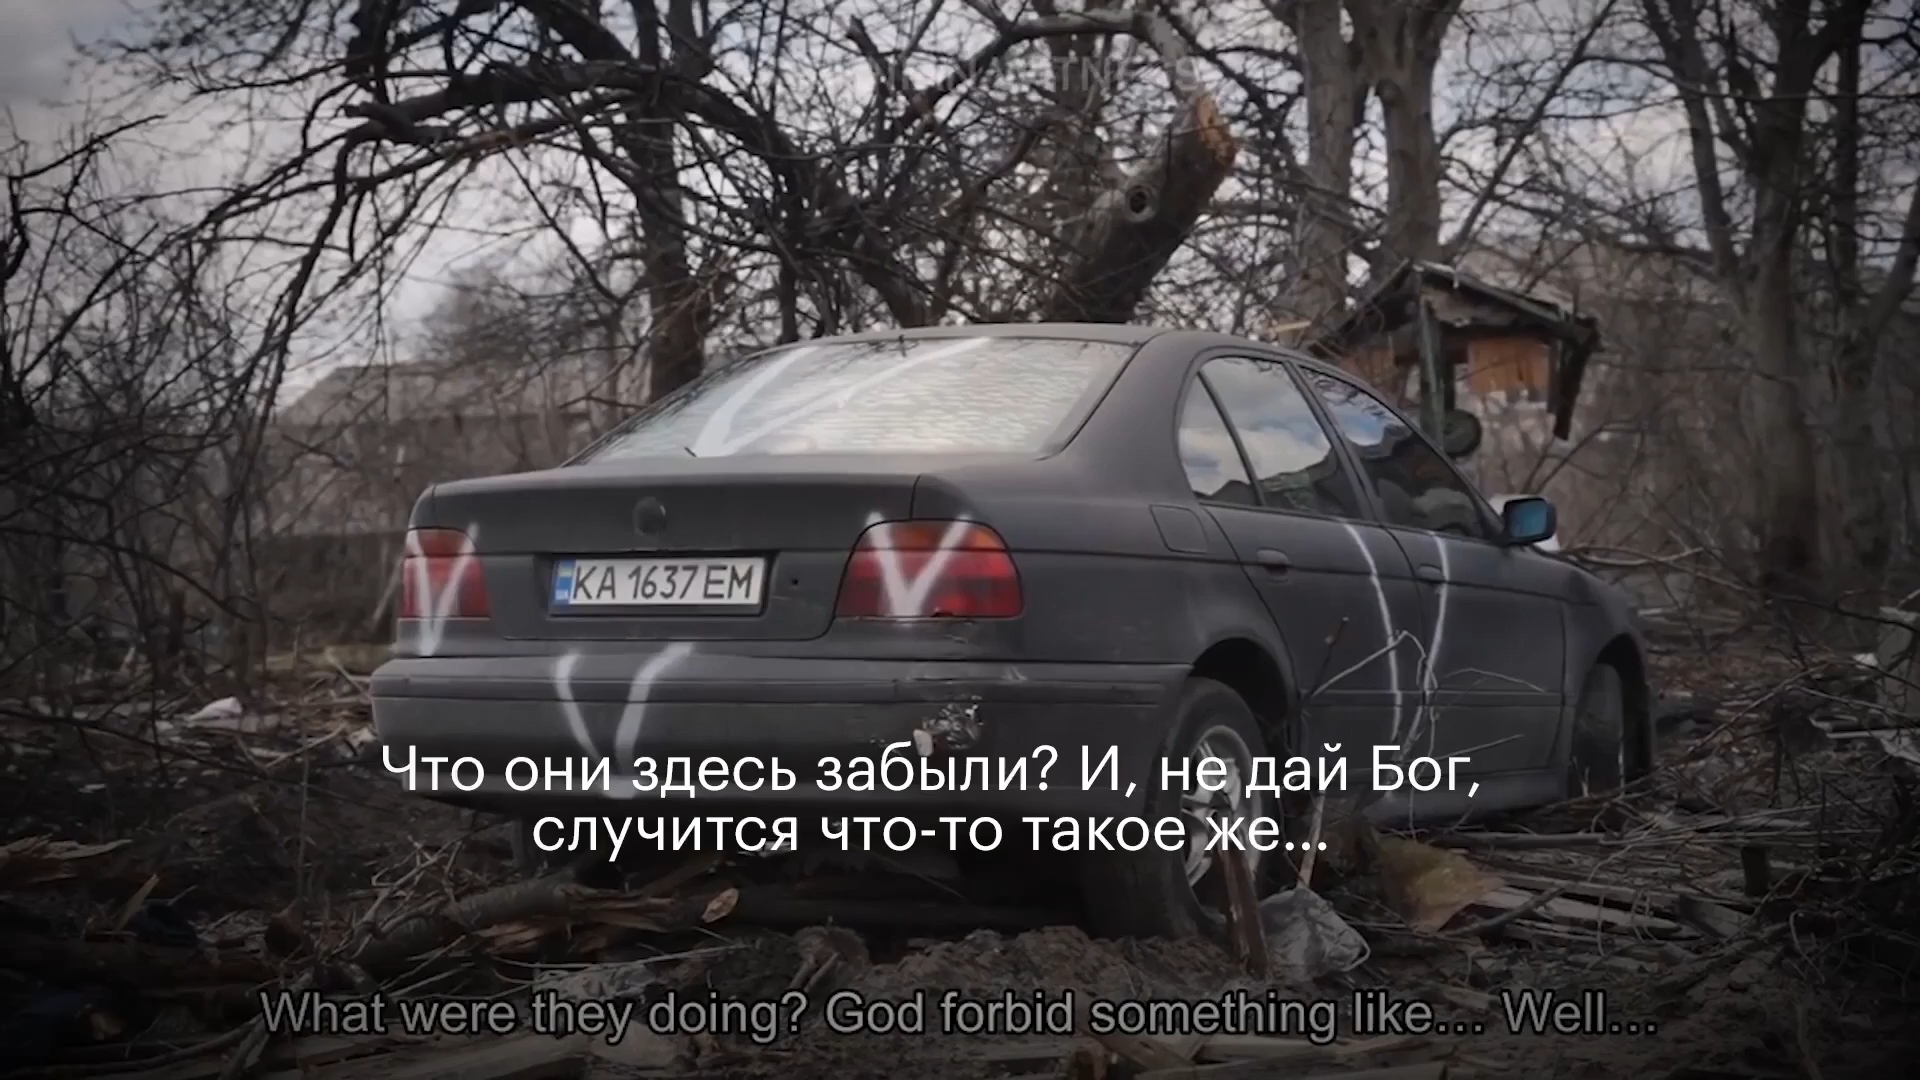 V
KA 1637 EM
UA
V
V
V
V
Что они здесь забыли? И, не дай Бог,
случится что-то такое же...
What were they doing? God forbid something like... Well...